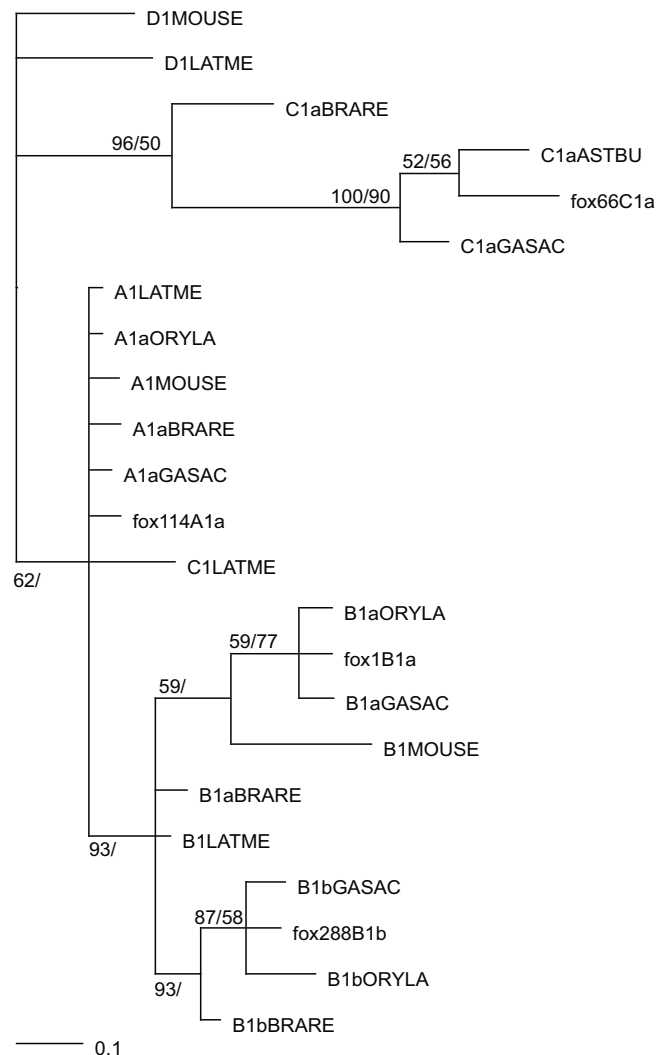 D1MOUSE
D1LATME
C1aBRARE
96/50
C1aASTBU
52/56
100/90
fox66C1a
C1aGASAC
A1LATME
A1aORYLA
A1MOUSE
A1aBRARE
A1aGASAC
fox114A1a
C1LATME
62/
B1aORYLA
59/77
fox1B1a
59/
B1aGASAC
B1MOUSE
B1aBRARE
B1LATME
93/
B1bGASAC
87/58
fox288B1b
B1bORYLA
93/
B1bBRARE
0.1